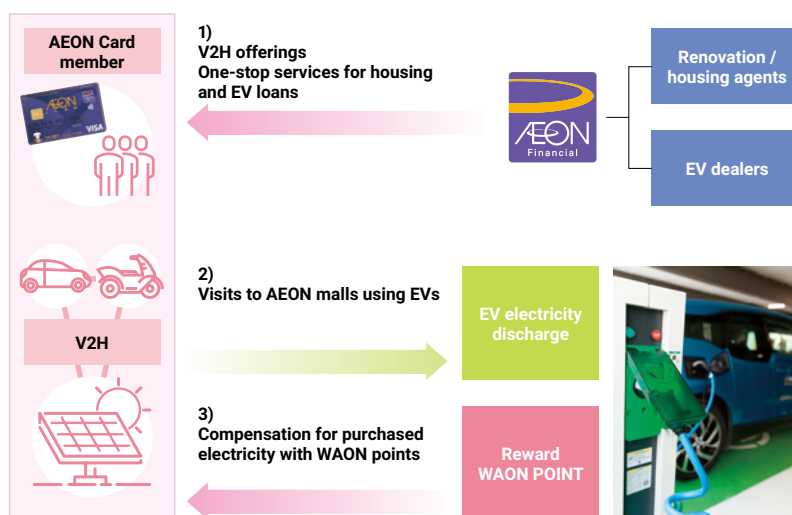 AEON Card
member
AEON
VISA
V2H
1)
V2H offerings
One-stop services for housing
and EV loans
AEON
Financial
Renovation /
housing agents
EV dealers
2)
Visits to AEON malls using EVs
EV electricity
discharge
3)
Compensation for purchased
electricity with WAON points
Reward
WAON POINT